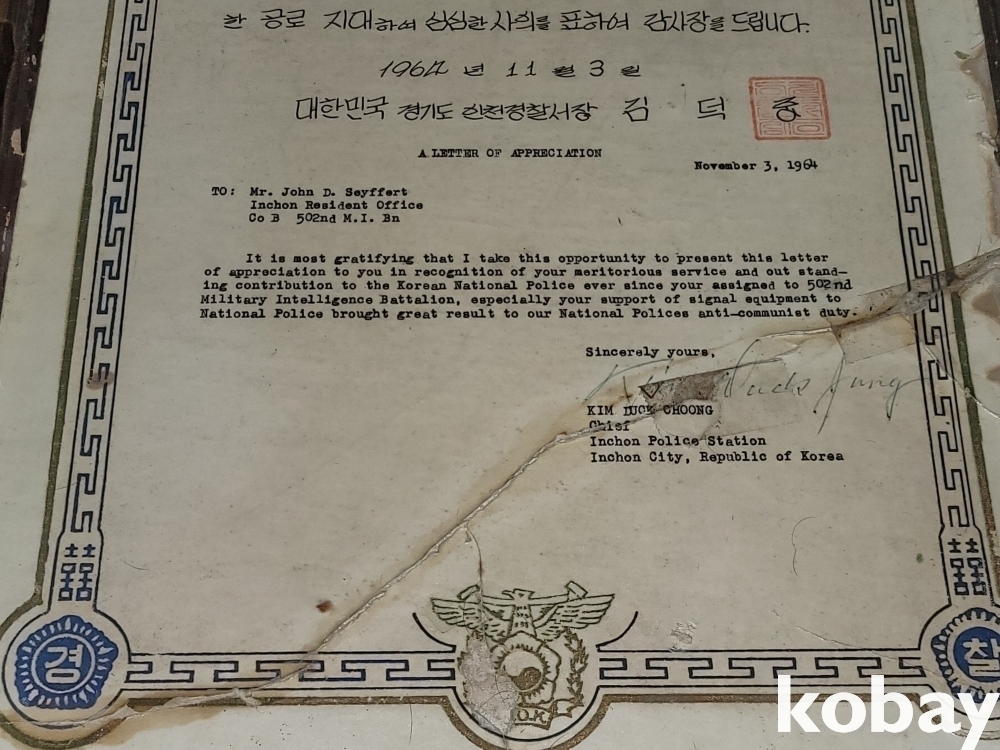 한 공로 지대하여 심심한 사의를 표하여 감사장을 드립니다.
1964 년 11 월 3 일
대한민국 경기도 인천경찰서장 김 덕 중
A LETTER OF APPRECIATION
November 3, 1964
TO: Mr. John D. Seyffert
Inchon Resident Office
Co B 502nd M.I. Bn
It is most gratifying that I take this opportunity to present this letter
of appreciation to you in recognition of your meritorious service and out stand-
ing contribution to the Korean National Police ever since your assigned to 502nd
Military Intelligence Battalion, especially your support of signal equipment to
National Police brought great result to our National Polices anti-communist duty.
Sincerely yours,
KIM DUCK CHOONG
Chief
Inchon Police Station
Inchon City, Republic of Korea
경
찰
kobay